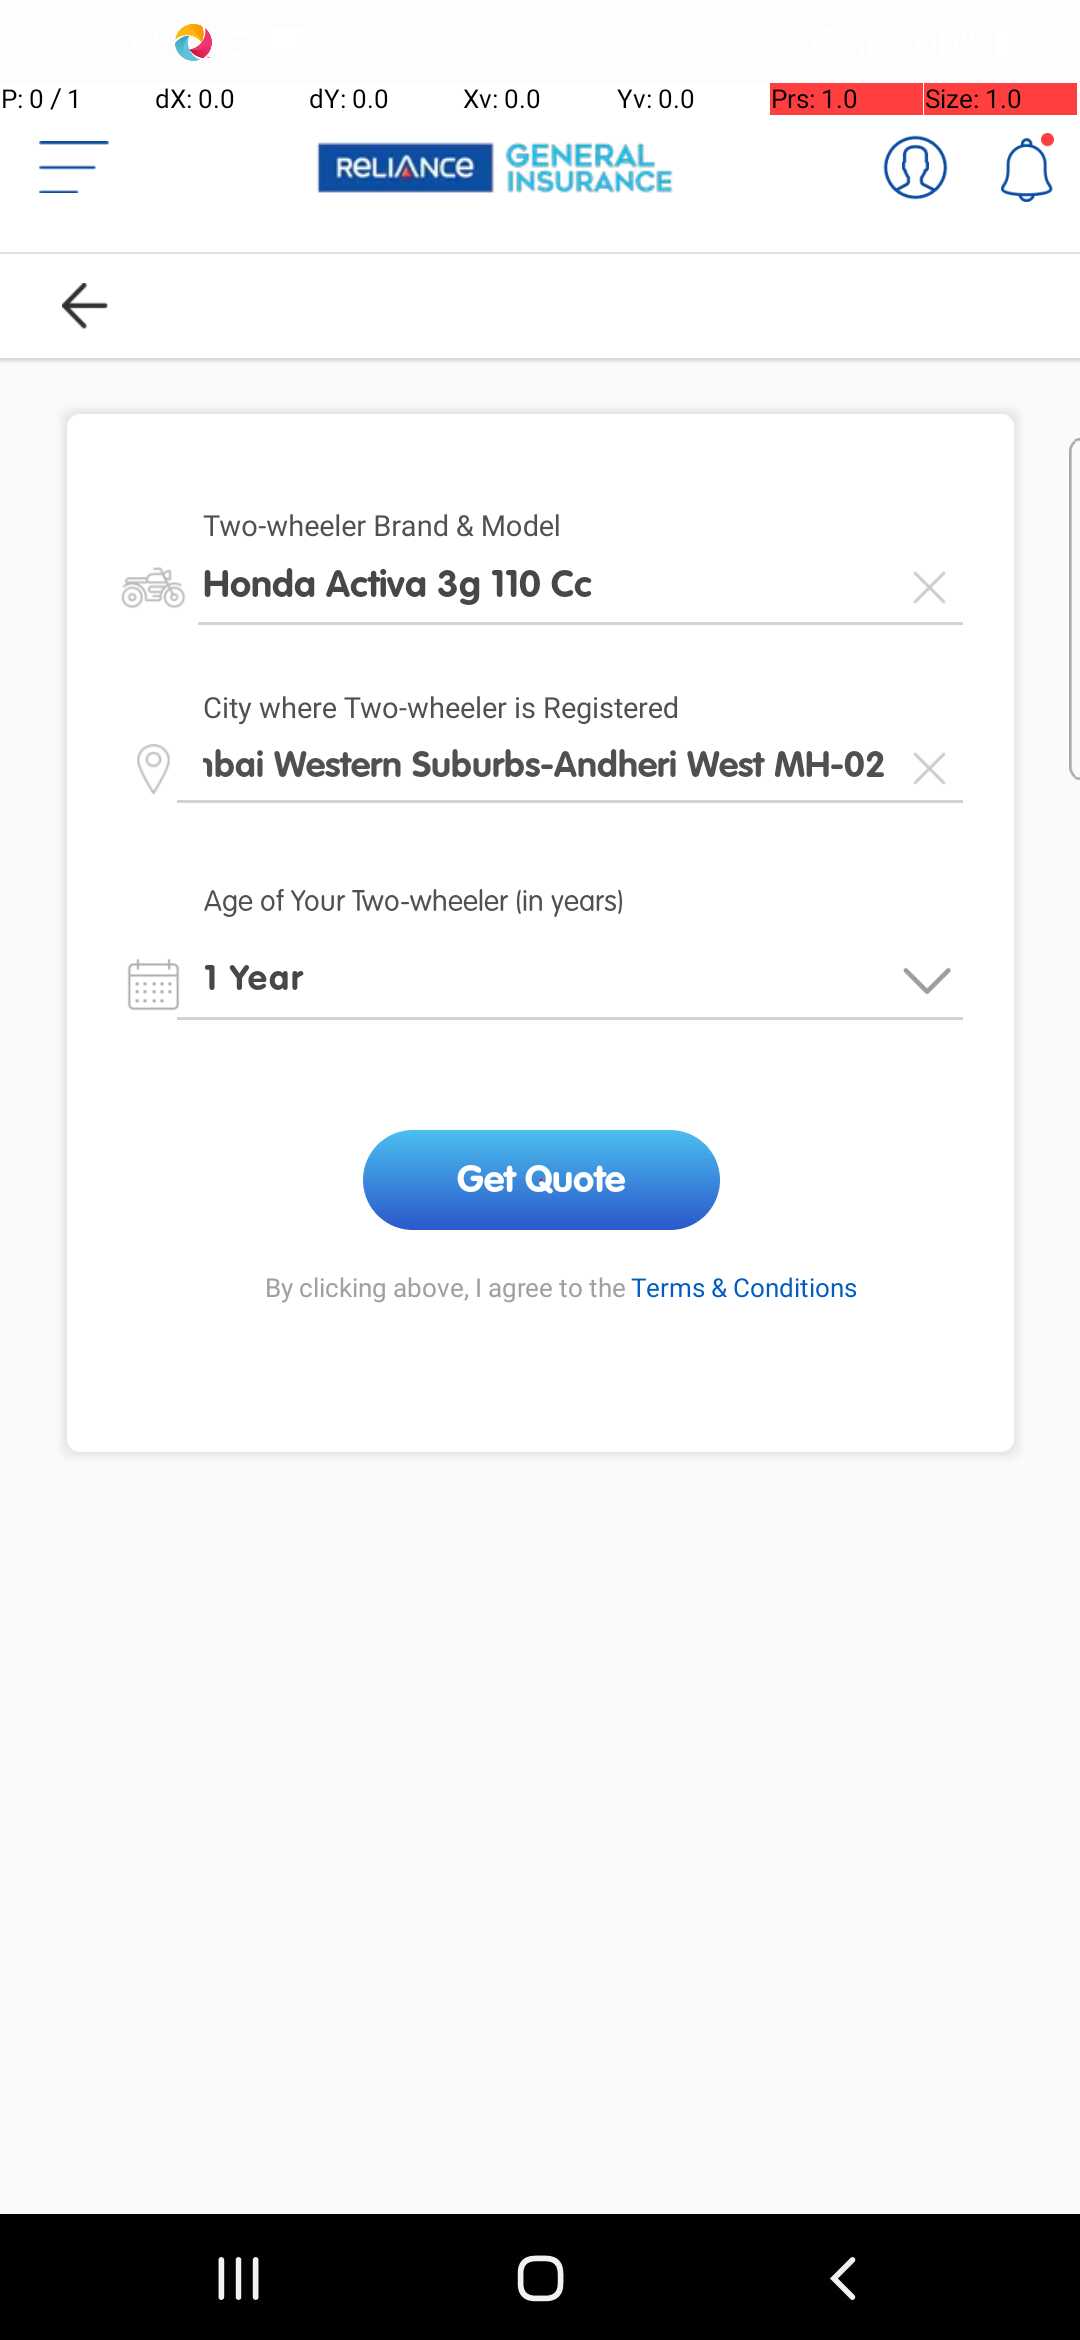 P: 0 / 1 dX: 0.0 dY: 0.0 Xv: 0.0 Yv: 0.0 Prs: 1.0 Size: 1.0
RELIANCE GENERAL INSURANCE
Two-wheeler Brand & Model
Honda Activa 3g 110 Cc
City where Two-wheeler is Registered
Western Suburbs-Andheri West MH-02
Age of Your Two-wheeler (in years)
1 Year
Get Quote
By clicking above, I agree to the Terms & Conditions